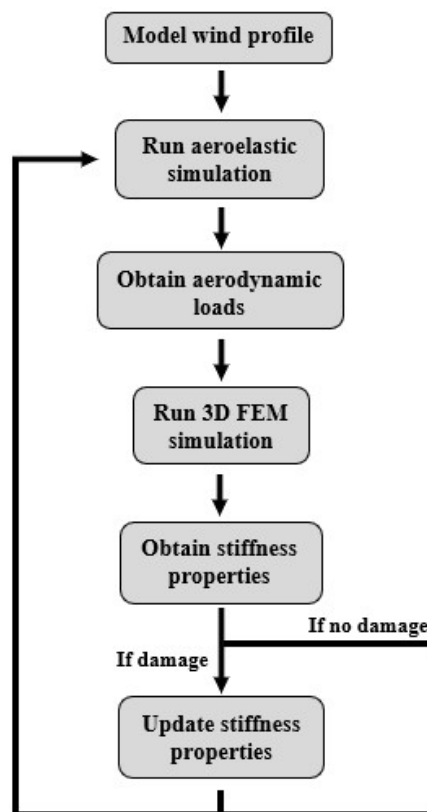 Model wind profile
Run aeroelastic
simulation
Obtain aerodynamic
loads
Run 3D FEM
simulation
Obtain stiffness
properties
If no damage
If damage
Update stiffness
properties